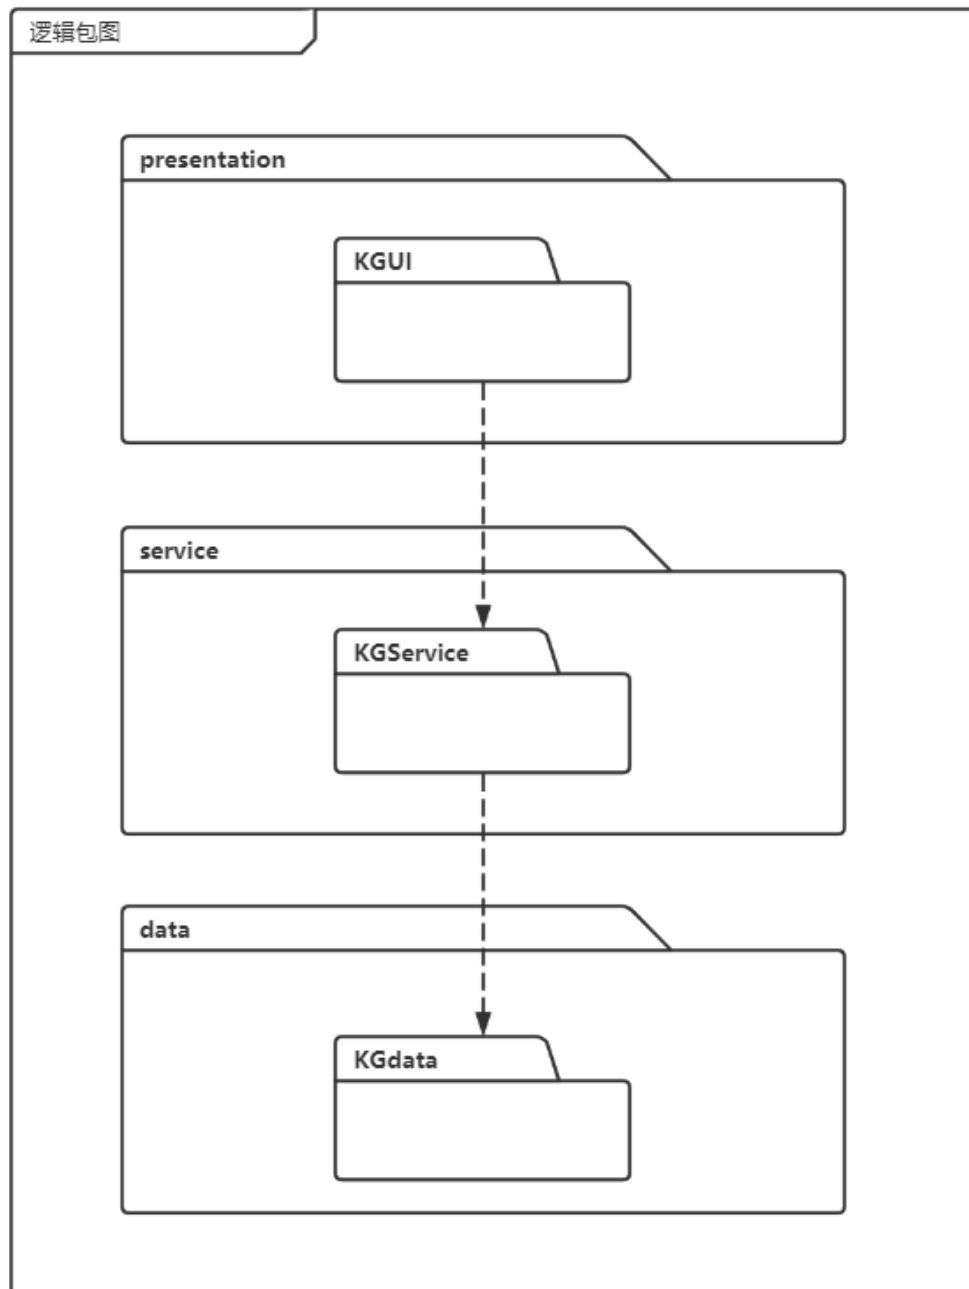 逻辑包图
presentation
KGUI
service
KGService
data
KGdata